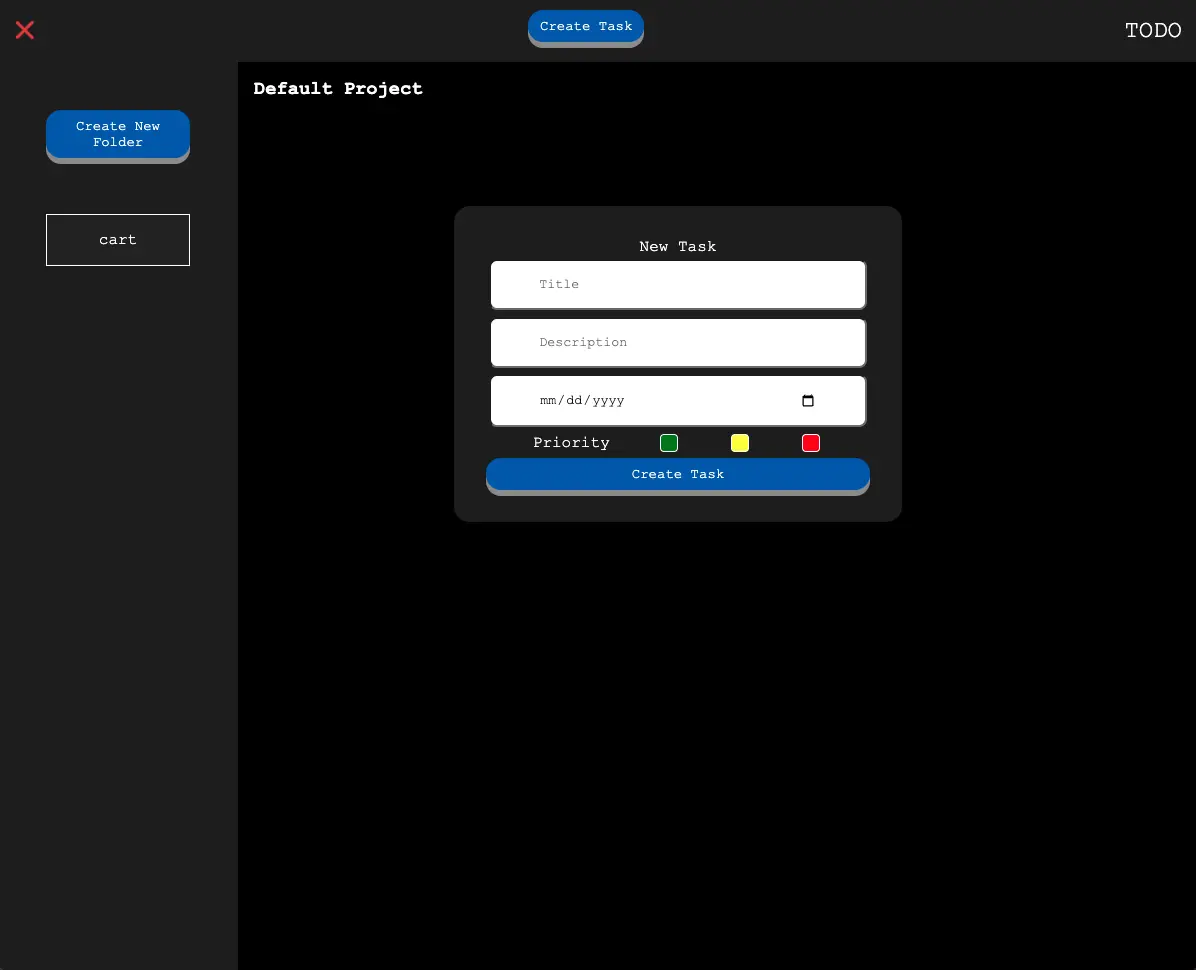 Create Task
TODO
Default Project
Create New
Folder
cart
New Task
Title
Description
mm/dd/yyyy
Priority
Create Task